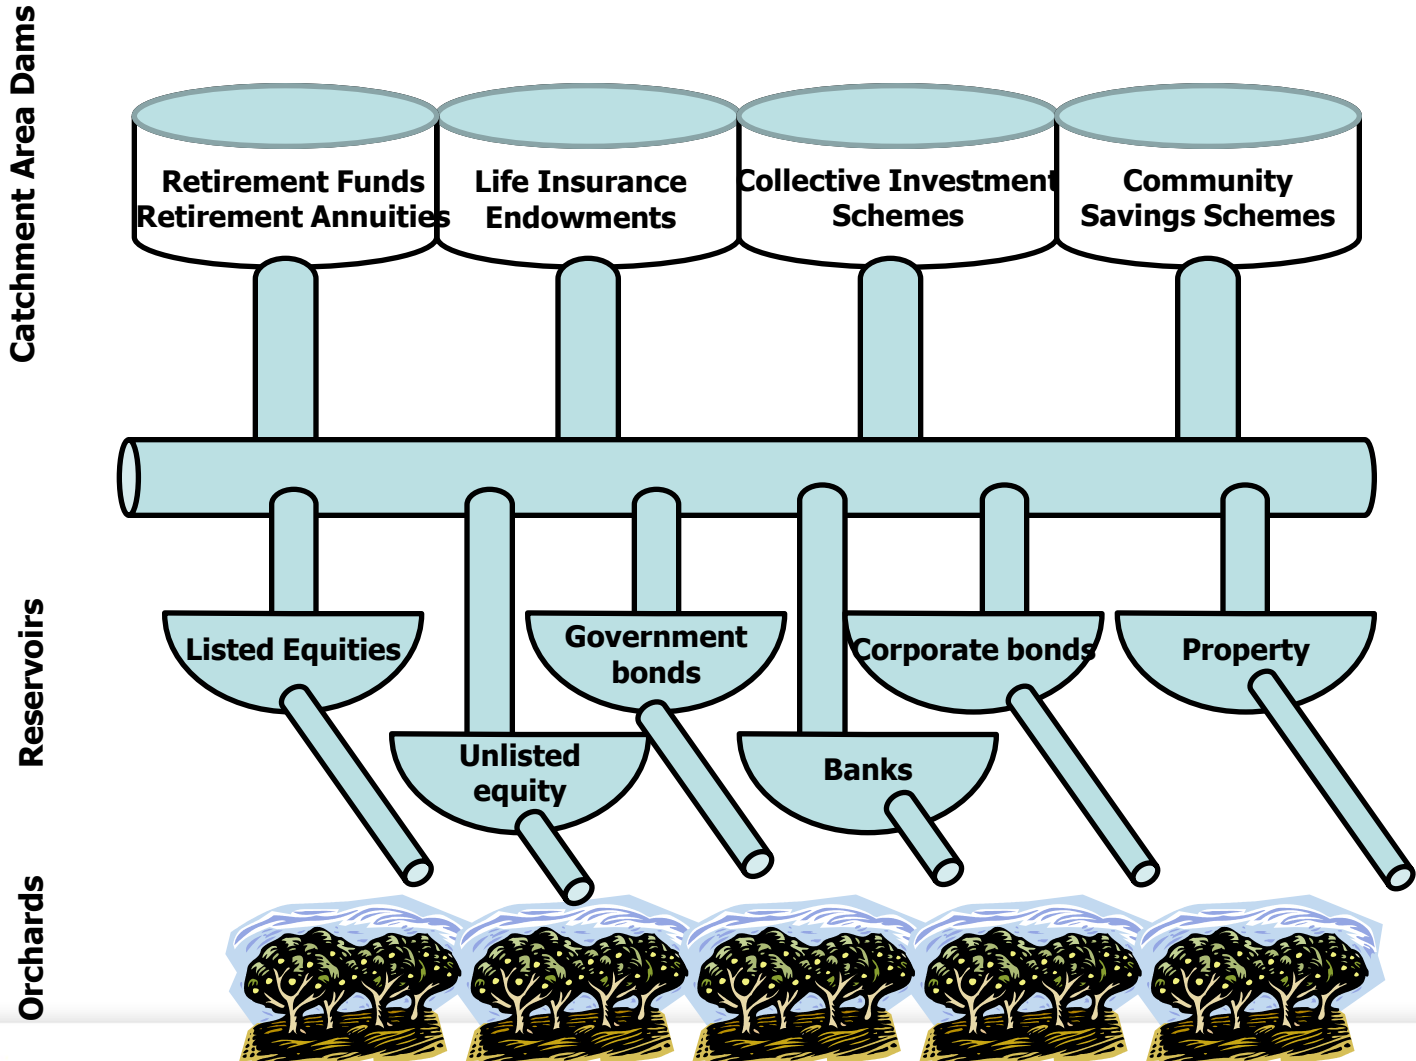 Catchment Area Dams
Retirement Funds
Retirement Annuities
Life Insurance
Endowments
Collective Investment
Schemes
Community
Savings Schemes
Reservoirs
Listed Equities
Unlisted
equity
Government
bonds
Banks
Corporate bonds
Property
Orchards